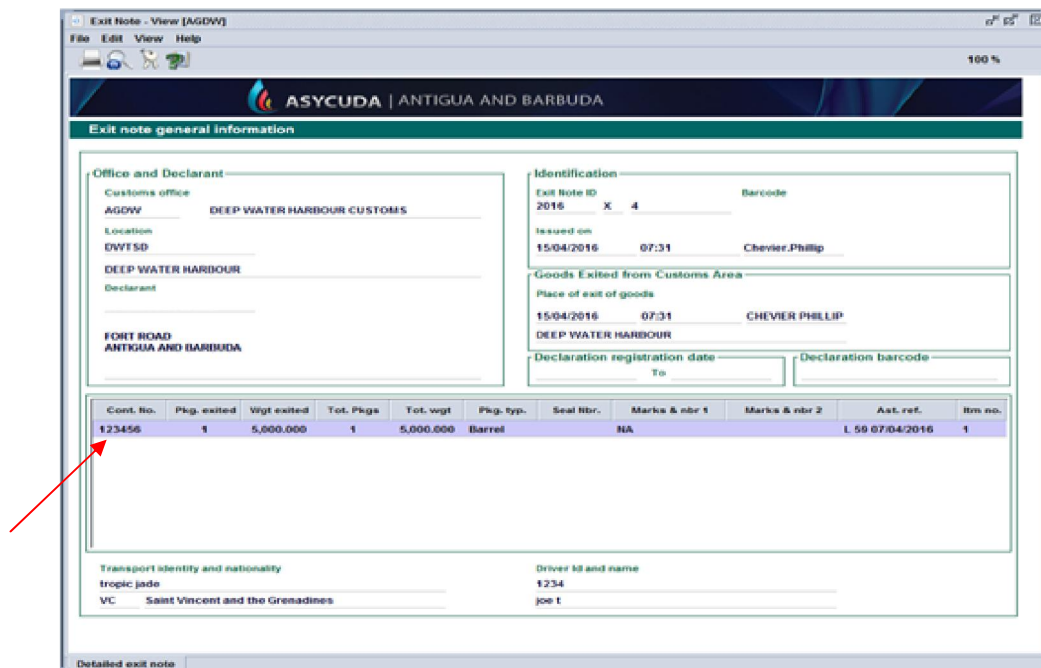 Exit Note - View [AGDW]
File Edit View Help
100 %
ASYCUDA | ANTIGUA AND BARBUDA
Exit note general information
Office and Declarant
Customs office
AGDW DEEP WATER HARBOUR CUSTOMS
Location
DWTSD
DEEP WATER HARBOUR
Declarant
FORT ROAD
ANTIGUA AND BARBUDA
Identification
Exit Note ID Barcode
2016 X 4
Issued on
15/04/2016 07:31 Chevier.Phillip
Goods Exited from Customs Area
Place of exit of goods
15/04/2016 07:31 CHEVIER PHILLIP
DEEP WATER HARBOUR
Declaration registration date
To
Declaration barcode
Cont. No. Pkg. exited Wgt exited Tot. Pkgs Tot. wgt Pkg. typ. Seal Nbr. Marks & nbr 1 Marks & nbr 2 Ast. ref. Itm no.
123456 1 5,000.000 1 5,000.000 Barrel NA L 59 07/04/2016 1
Transport identity and nationality
tropic jade
VC Saint Vincent and the Grenadines
Driver Id and name
1234
joe t
Detailed exit note